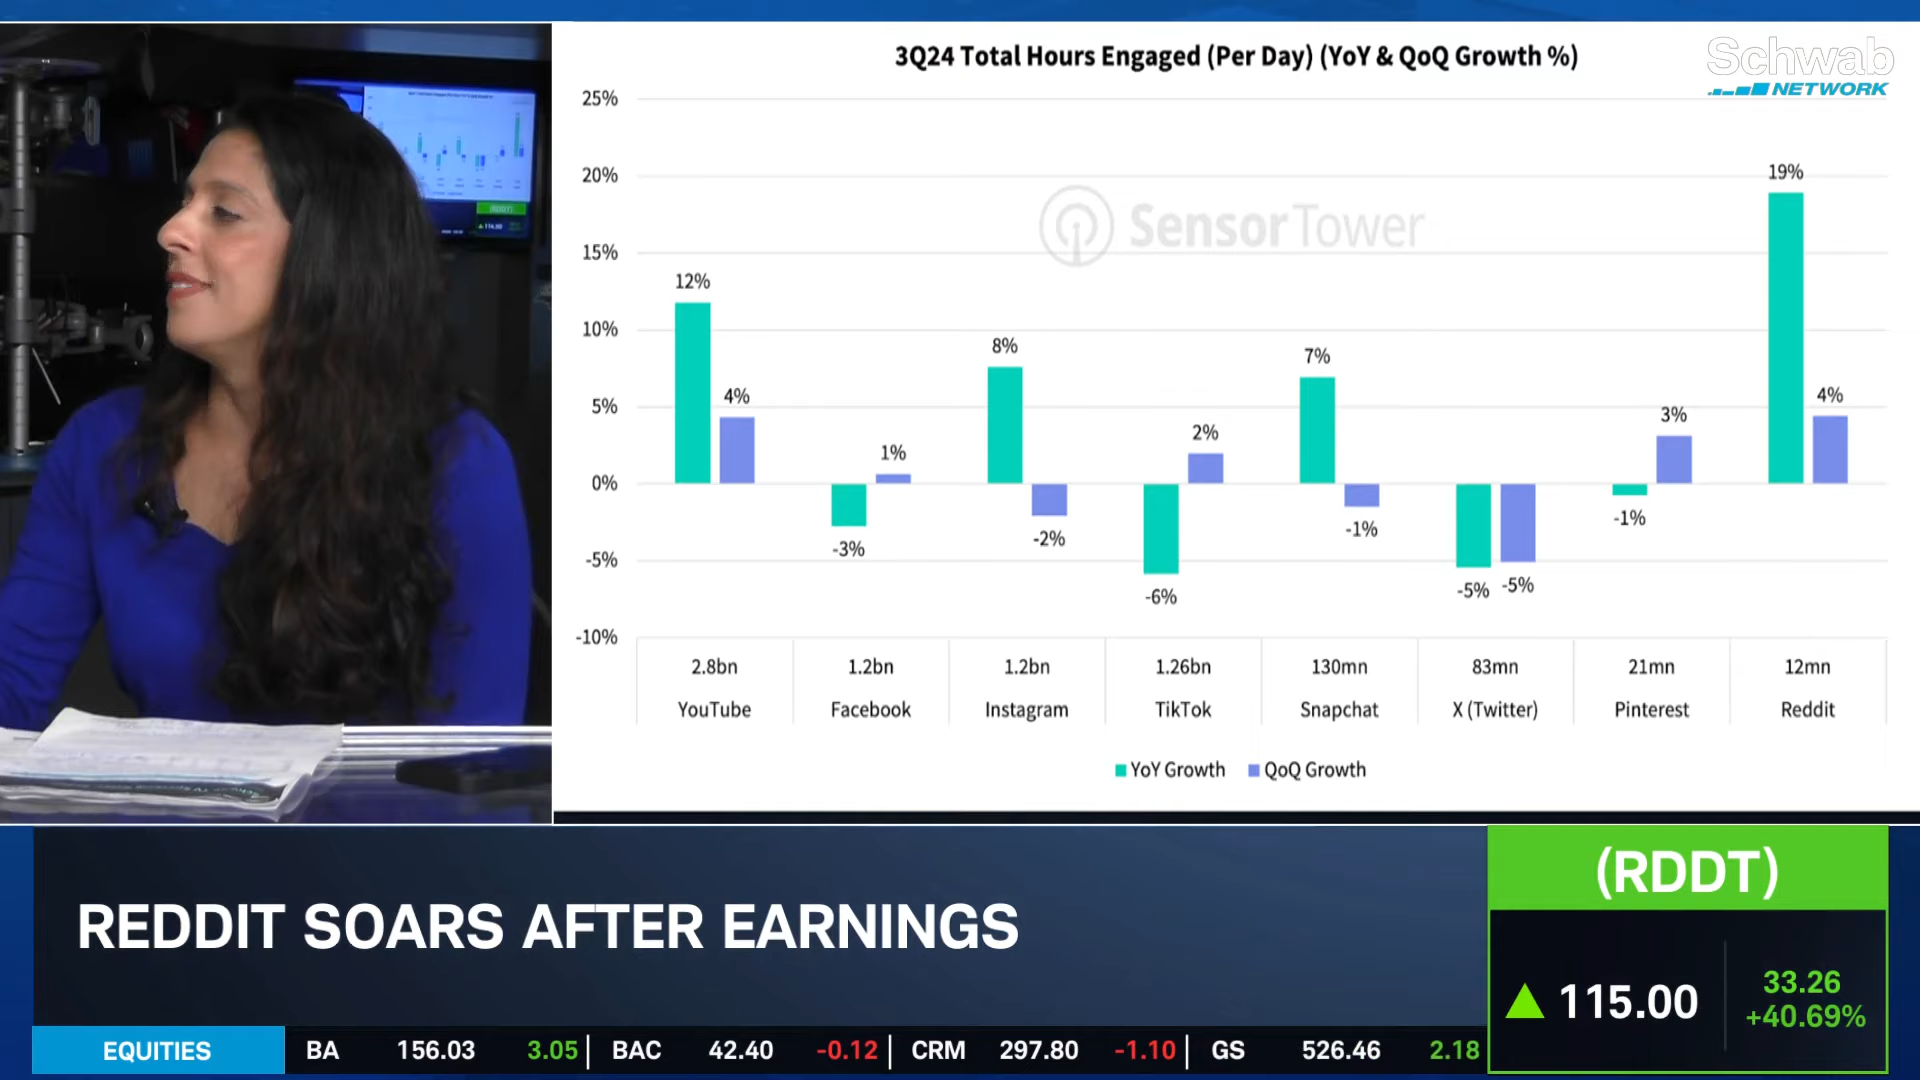 3Q24 Total Hours Engaged (Per Day) (YoY & QoQ Growth %)
Schwab
NETWORK
SensorTower
25%
20%
15%
10%
5%
0%
-5%
-10%
12%
4%
-3%
1%
8%
-2%
-6%
2%
7%
-1%
-5%
-5%
-1%
3%
19%
4%
2.8bn
1.2bn
1.2bn
1.26bn
130mn
83mn
21mn
12mn
YouTube
Facebook
Instagram
TikTok
Snapchat
X (Twitter)
Pinterest
Reddit
YoY Growth
QoQ Growth
REDDIT SOARS AFTER EARNINGS
(RDDT)
115.00
33.26
+40.69%
EQUITIES
BA 156.03 3.05
BAC 42.40 -0.12
CRM 297.80 -1.10
GS 526.46 2.18